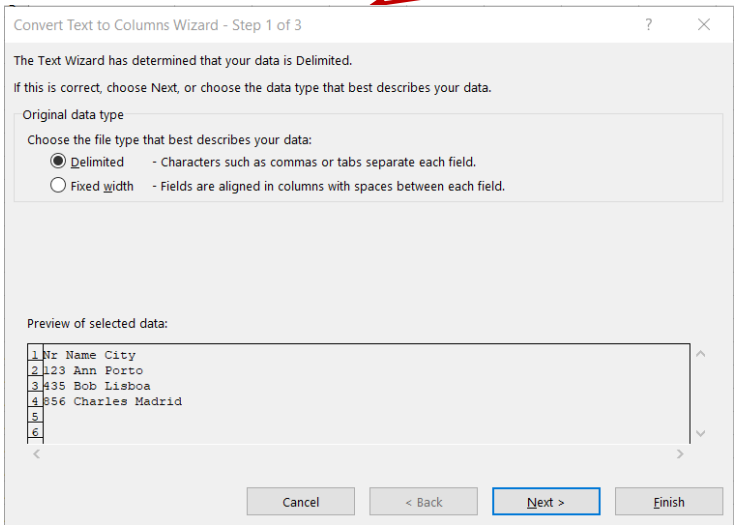 Convert Text to Columns Wizard - Step 1 of 3 ? ×
The Text Wizard has determined that your data is Delimited.
If this is correct, choose Next, or choose the data type that best describes your data.
Original data type
Choose the file type that best describes your data:
Delimited - Characters such as commas or tabs separate each field.
Fixed width - Fields are aligned in columns with spaces between each field.
Preview of selected data:
1 Nr Name City
2 123 Ann Porto
3 435 Bob Lisboa
4 856 Charles Madrid
5
6
Cancel < Back Next > Finish